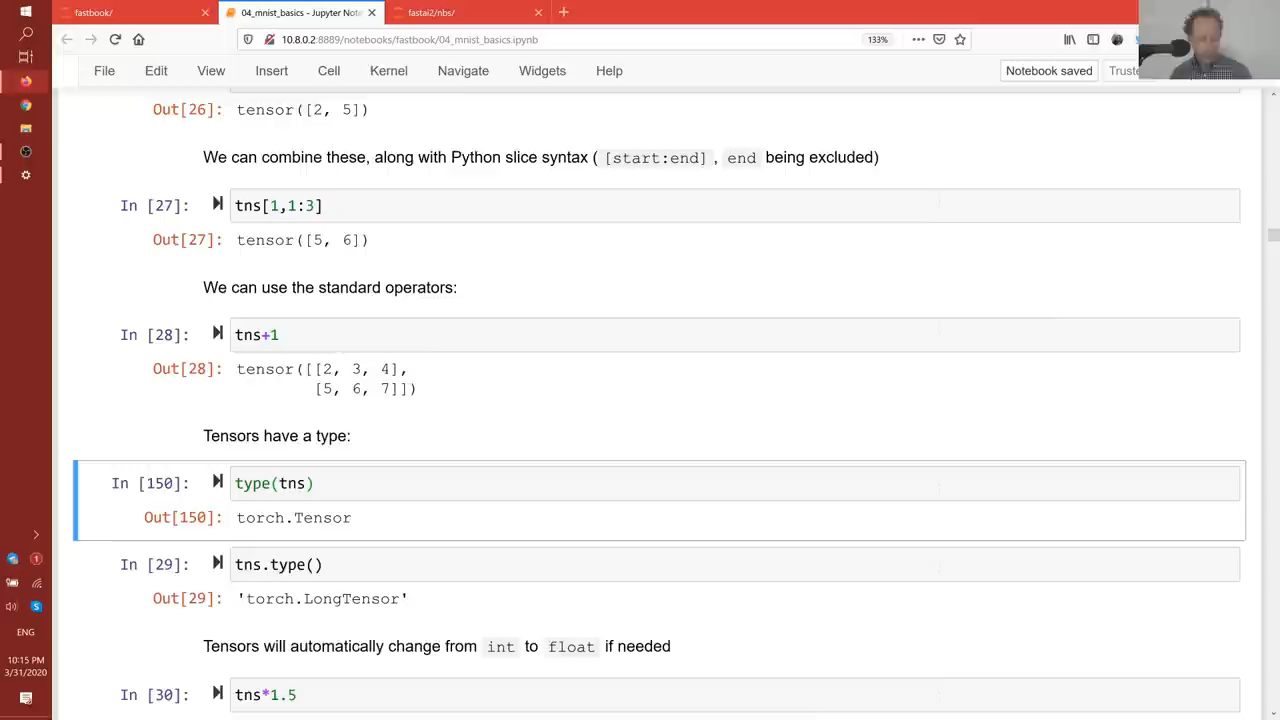 fastbook/
04_mnist_basics - Jupyter Note
fastai2/nbs/
10.8.0.2:8889/notebooks/fastbook/04_mnist_basics.ipynb
133%
File Edit View Insert Cell Kernel Navigate Widgets Help
Notebook saved
Truste
Out[26]: tensor([2, 5])
We can combine these, along with Python slice syntax ( [start:end] , end being excluded)
In [27]: tns[1,1:3]
Out[27]: tensor([5, 6])
We can use the standard operators:
In [28]: tns+1
Out[28]: tensor([[2, 3, 4],
[5, 6, 7]])
Tensors have a type:
In [150]: type(tns)
Out[150]: torch.Tensor
In [29]: tns.type()
Out[29]: 'torch.LongTensor'
Tensors will automatically change from int to float if needed
In [30]: tns*1.5
1
ENG
10:15 PM
3/31/2020